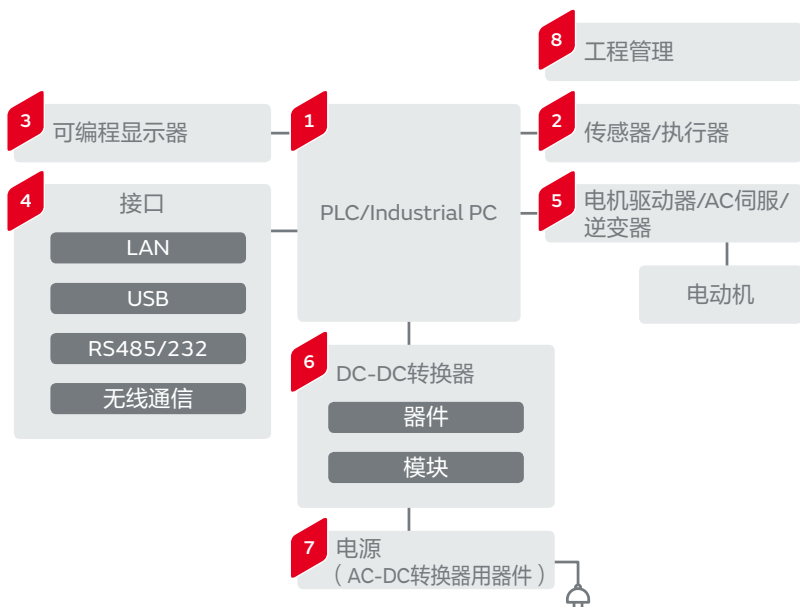 8
工程管理
3
可编程显示器
1
PLC/Industrial PC
2
传感器/执行器
4
接口
LAN
USB
RS485/232
无线通信
5
电机驱动器/AC伺服/
逆变器
电动机
6
DC-DC转换器
器件
模块
7
电源
（AC-DC转换器用器件）